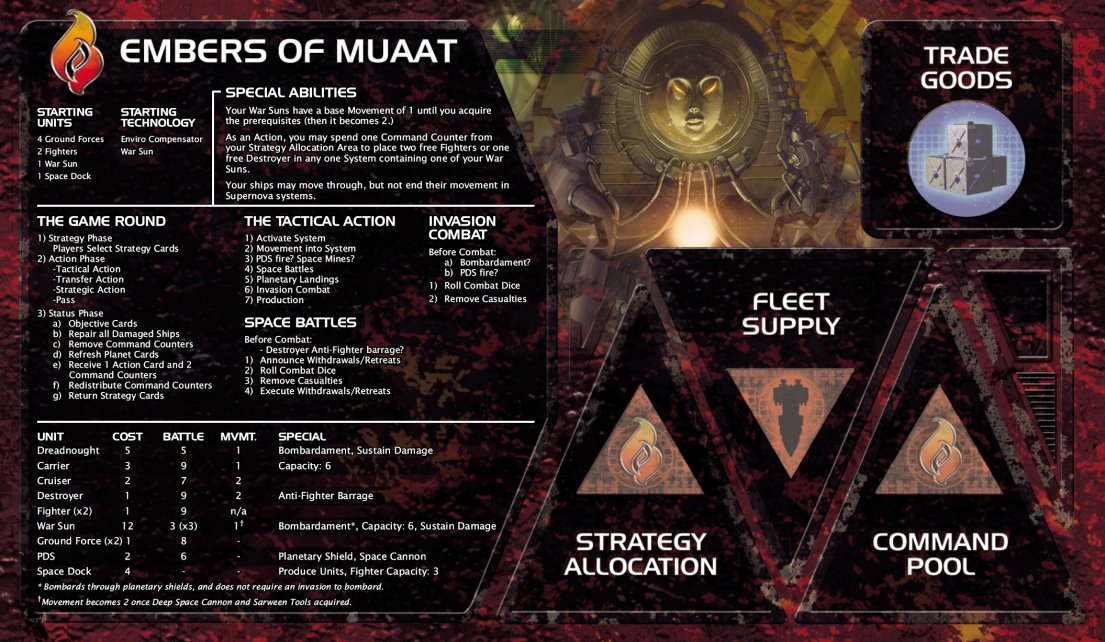 EMBERS OF MUAAT
STARTING
UNITS
4 Ground Forces
2 Fighters
1 War Sun
1 Space Dock
STARTING
TECHNOLOGY
Enviro Compensator
War Sun
SPECIAL ABILITIES
Your War Suns have a base Movement of 1 until you acquire
the prerequisites (then it becomes 2.)
As an Action, you may spend one Command Counter from
your Strategy Allocation Area to place two free Fighters or one
free Destroyer in any one System containing one of your War
Suns.
Your ships may move through, but not end their movement in
Supernova systems.
THE GAME ROUND
1) Strategy Phase
Players Select Strategy Cards
2) Action Phase
-Tactical Action
-Transfer Action
-Strategic Action
-Pass
3) Status Phase
a) Objective Cards
b) Repair all Damaged Ships
c) Remove Command Counters
d) Refresh Planet Cards
e) Receive 1 Action Card and 2
Command Counters
f) Redistribute Command Counters
g) Return Strategy Cards
THE TACTICAL ACTION
1) Activate System
2) Movement into System
3) PDS fire? Space Mines?
4) Space Battles
5) Planetary Landings
6) Invasion Combat
7) Production
SPACE BATTLES
Before Combat:
- Destroyer Anti-Fighter barrage?
1) Announce Withdrawals/Retreats
2) Roll Combat Dice
3) Remove Casualties
4) Execute Withdrawals/Retreats
INVASION
COMBAT
Before Combat:
a) Bombardment?
b) PDS fire?
1) Roll Combat Dice
2) Remove Casualties
UNIT COST BATTLE MVMT. SPECIAL
Dreadnought 5 5 1 Bombardment, Sustain Damage
Carrier 3 9 1 Capacity: 6
Cruiser 2 7 2
Destroyer 1 9 2 Anti-Fighter Barrage
Fighter (x2) 1 9 n/a
War Sun 12 3 (x3) 1† Bombardment*, Capacity: 6, Sustain Damage
Ground Force (x2) 1 8 -
PDS 2 6 - Planetary Shield, Space Cannon
Space Dock 4 - - Produce Units, Fighter Capacity: 3
* Bombards through planetary shields, and does not require an invasion to bombard.
†Movement becomes 2 once Deep Space Cannon and Sarween Tools acquired.
TRADE
GOODS
FLEET
SUPPLY
STRATEGY
ALLOCATION
COMMAND
POOL